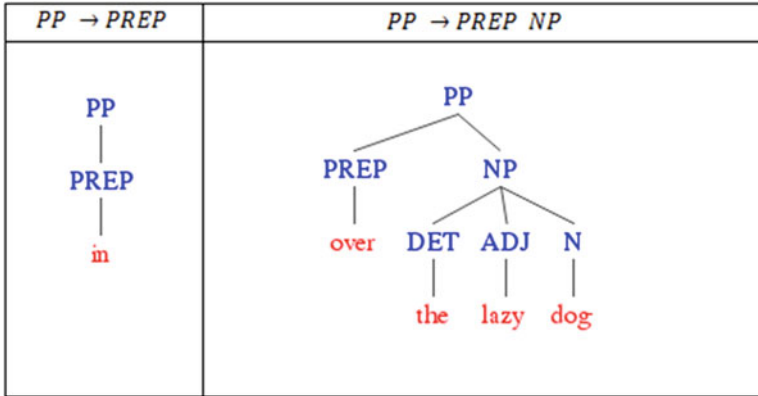 PP → PREP
PP → PREP NP
PP
PREP
in
PP
PREP NP
over DET ADJ N
the lazy dog